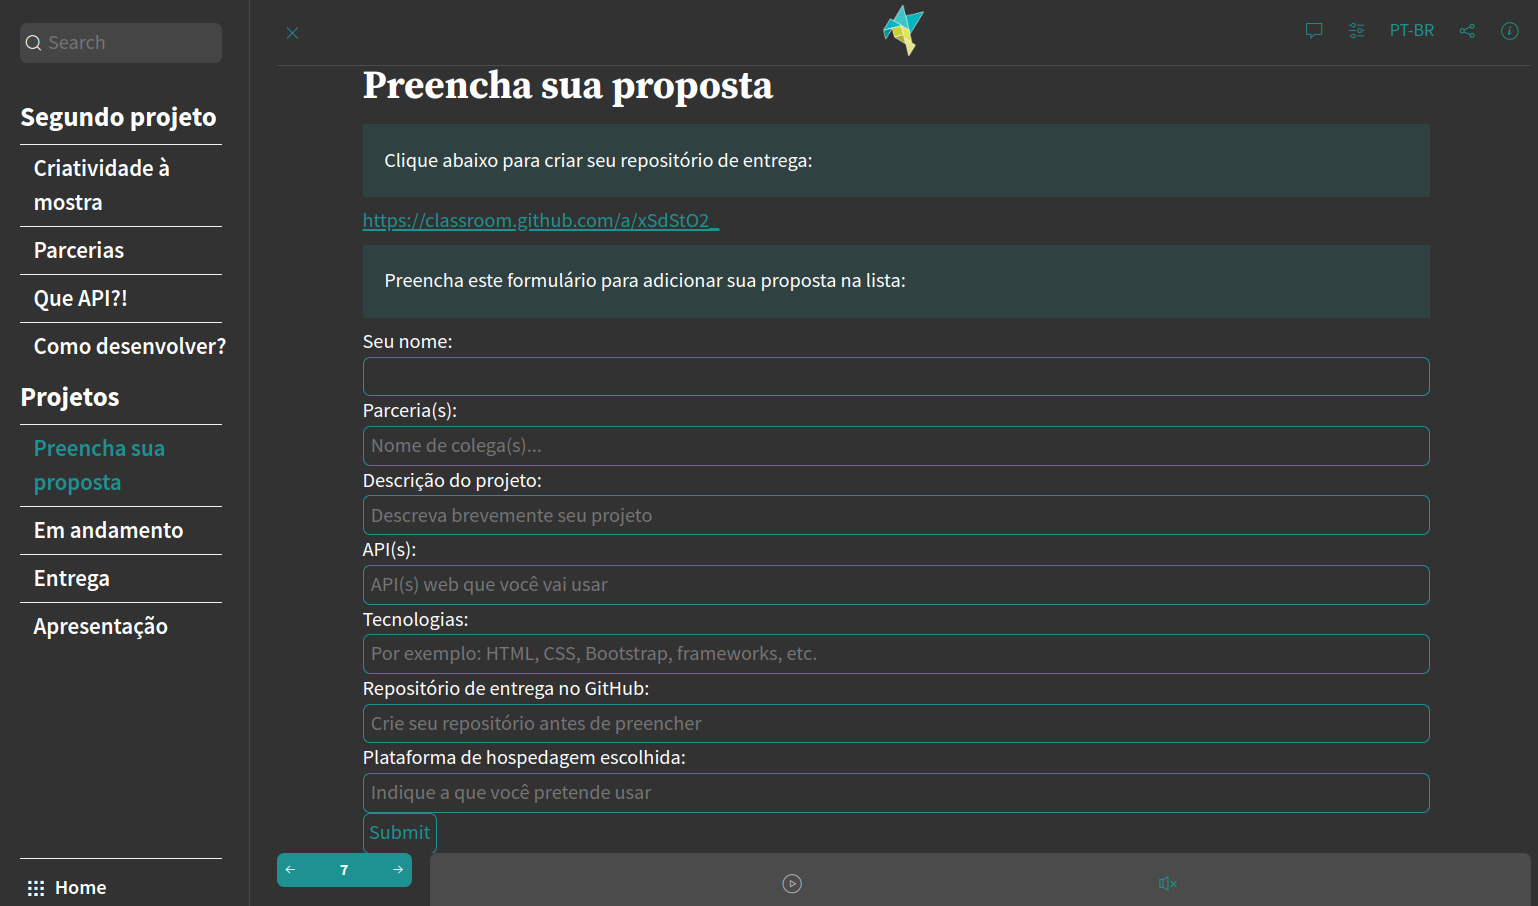 Search
Segundo projeto
Criatividade à
mostra
Parcerias
Que API?!
Como desenvolver?
Projetos
Preencha sua
proposta
Em andamento
Entrega
Apresentação
Home
PT-BR
Preencha sua proposta
Clique abaixo para criar seu repositório de entrega:
https://classroom.github.com/a/xSdStO2_
Preencha este formulário para adicionar sua proposta na lista:
Seu nome:
Parceria(s):
Nome de colega(s)...
Descrição do projeto:
Descreva brevemente seu projeto
API(s):
API(s) web que você vai usar
Tecnologias:
Por exemplo: HTML, CSS, Bootstrap, frameworks, etc.
Repositório de entrega no GitHub:
Crie seu repositório antes de preencher
Plataforma de hospedagem escolhida:
Indique a que você pretende usar
Submit
7